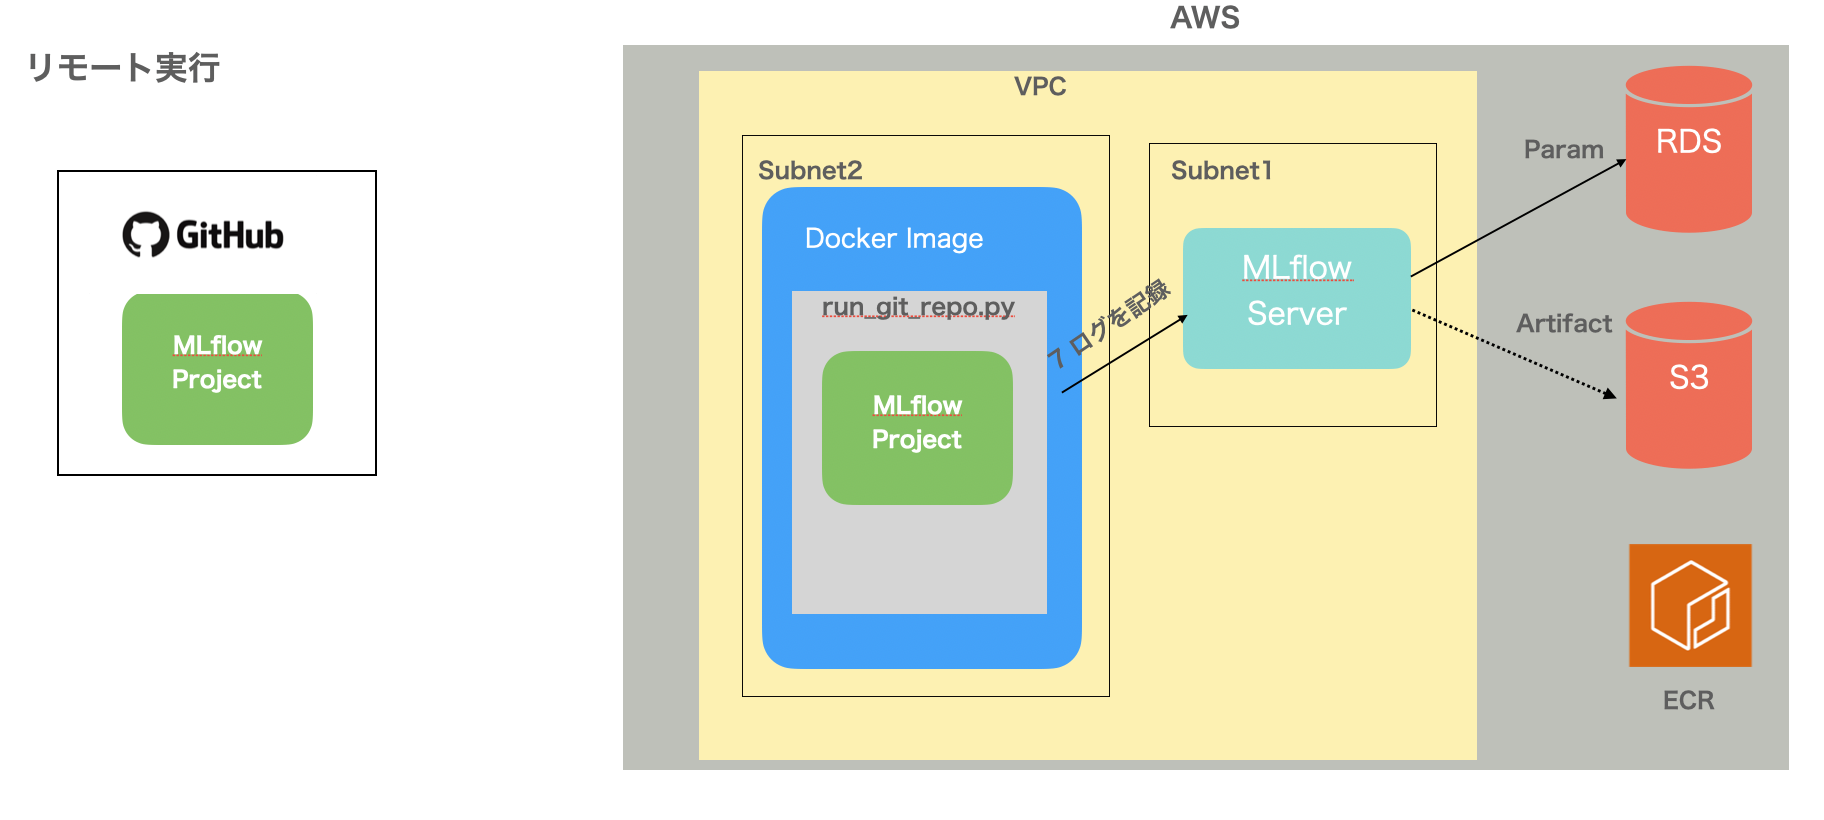 AWS
リモート実行
GitHub
MLflow
Project
VPC
Subnet2
Docker Image
run_git_repo.py
MLflow
Project
7 ログを記録
Subnet1
MLflow
Server
Param
RDS
Artifact
S3
ECR